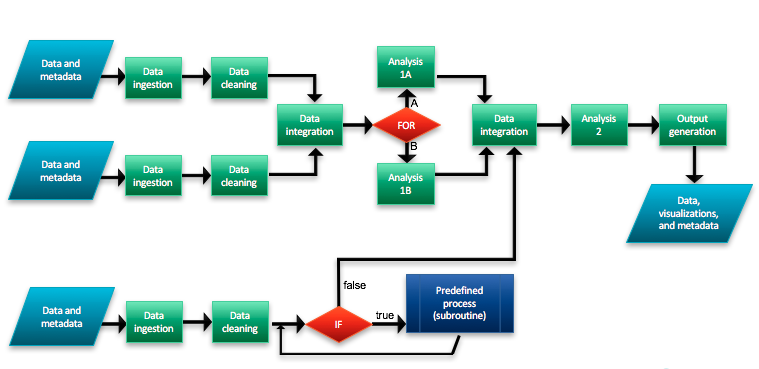 Data and
metadata
Data
ingestion
Data
cleaning
Data
integration
FOR
A
B
Analysis
1A
Analysis
1B
Data
integration
Analysis
2
Output
generation
Data,
visualizations,
and metadata
Data and
metadata
Data
ingestion
Data
cleaning
Data and
metadata
Data
ingestion
Data
cleaning
IF
false
true
Predefined
process
(subroutine)